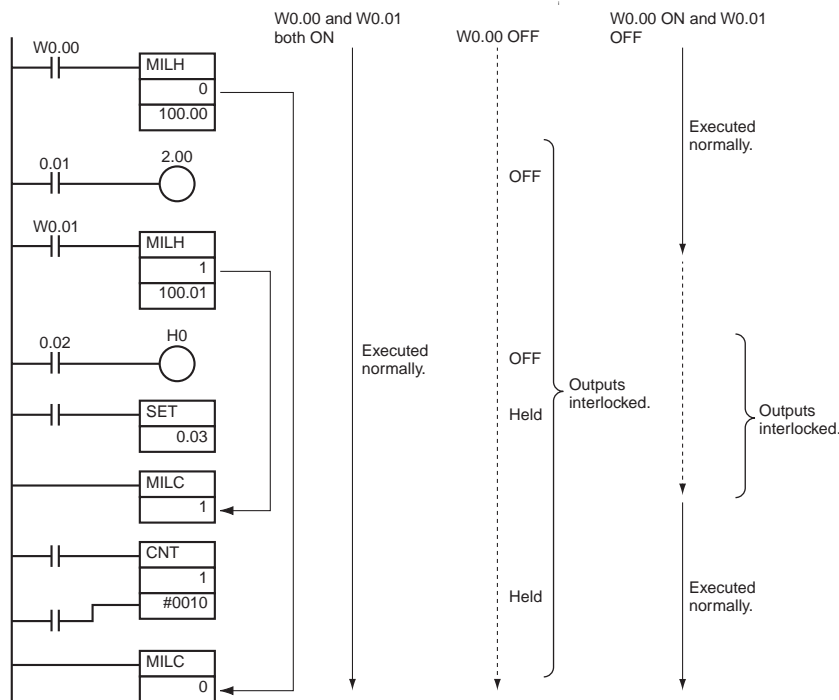 W0.00 and W0.01
both ON
W0.00 OFF
W0.00 ON and W0.01
OFF
W0.00
MILH
0
100.00
Executed
normally.
0.01
2.00
OFF
W0.01
MILH
1
100.01
0.02
H0
Executed
normally.
OFF
Outputs
interlocked.
SET
0.03
Held
Outputs
interlocked.
MILC
1
CNT
1
#0010
Held
Executed
normally.
MILC
0